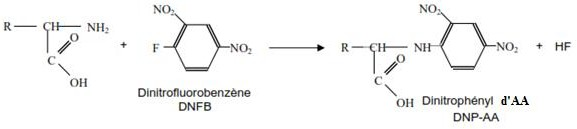 R — CH — NH₂
C
O
OH
+
NO₂
F
NO₂
Dinitrofluorobenzène
DNFB
NO₂
R — CH — NH
NO₂
C
O
OH
+ HF
Dinitrophényl d'AA
DNP-AA